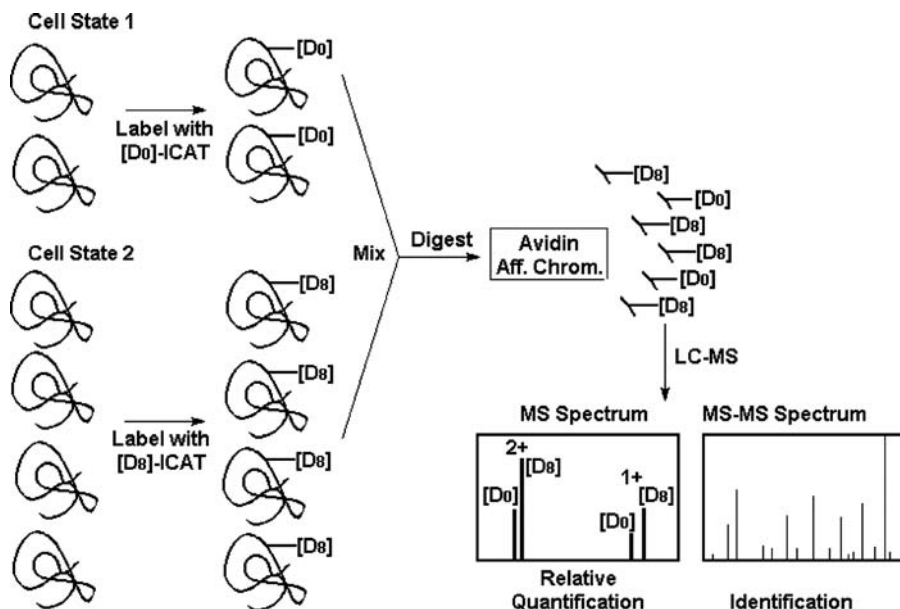 Cell State 1
[D0]
[D0]
Label with
[D0]-ICAT
Cell State 2
[D8]
[D8]
[D8]
[D8]
Label with
[D8]-ICAT
Mix
Digest
Avidin
Aff. Chrom.
[D8]
[D0]
[D8]
[D8]
[D0]
[D8]
LC-MS
MS Spectrum
2+
[D0]
[D8]
1+
[D0]
[D8]
Relative
Quantification
MS-MS Spectrum
Identification